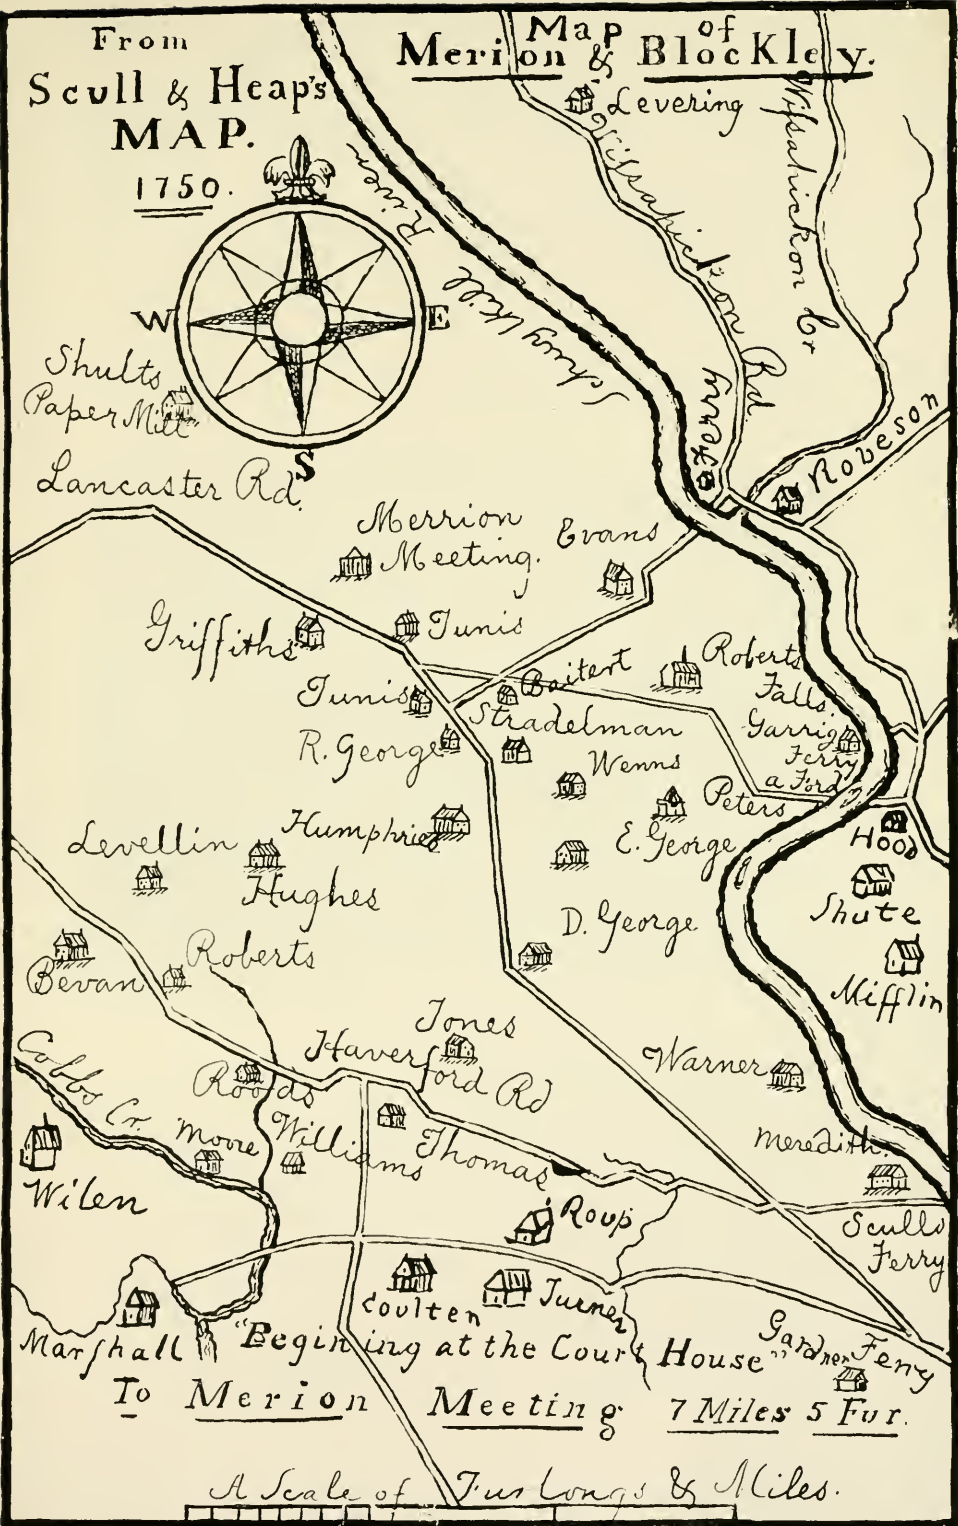 From
Scull & Heap's
MAP.
1750.
Map of
Merion & Blockley.
Levering
Wissahickon Rd
Wissahickon Cr
River
Schuylkill
W
E
S
Shults
Paper Mill
Lancaster Rd.
Ferry
Robeson
Merrion
Meeting.
Evans
Griffiths
Tunis
Tunis
Boitert
Roberts
Falls.
Garrig
Ferry
a Ford
Stradelman
R. George
Wenns
Peters
Hood
Humphries
E. George
Levellin
Hughes
Shute
D. George
Mifflin
Roberts
Bevan
Jones
Haverford Rd
Warner
Cobbs Cr.
Roods
Moore
Williams
Thomas
Meredith.
Wilen
Roup
Sculls
Ferry
Coulten
Turner
Marshall
Gardner Ferry
"Begining at the Court House"
To Merion Meeting 7 Miles 5 Fur.
A Scale of Furlongs & Miles.